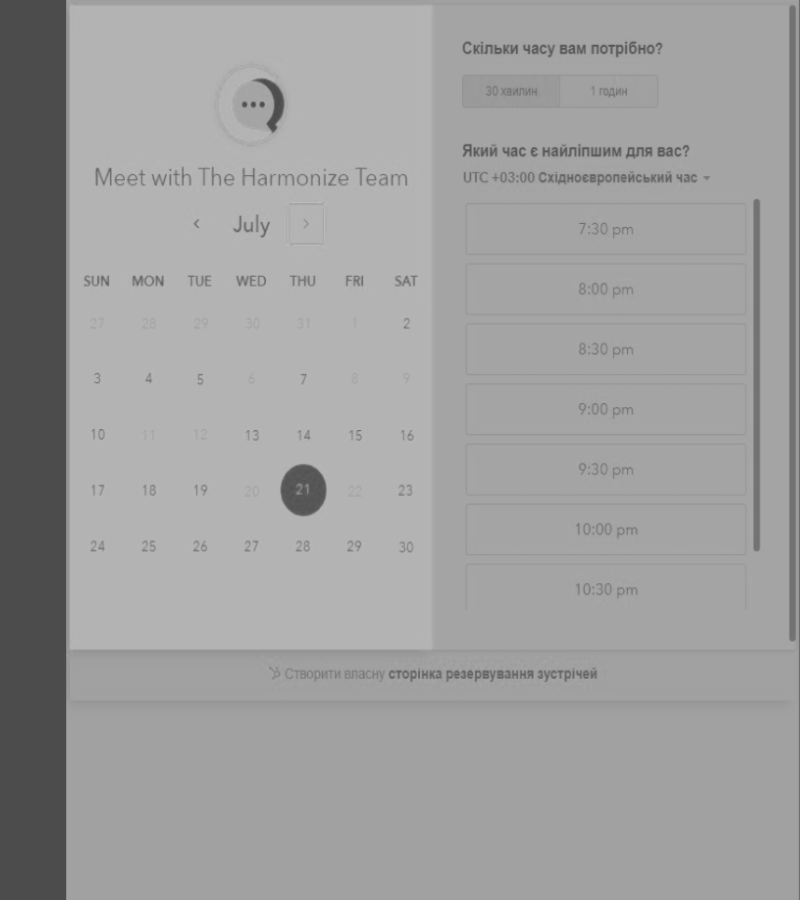 Meet with The Harmonize Team
July
SUN MON TUE WED THU FRI SAT
27 28 29 30 31 1 2
3 4 5 6 7 8 9
10 11 12 13 14 15 16
17 18 19 20 21 22 23
24 25 26 27 28 29 30
Скільки часу вам потрібно?
30 хвилин 1 годин
Який час є найліпшим для вас?
UTC +03:00 Східноєвропейський час
7:30 pm
8:00 pm
8:30 pm
9:00 pm
9:30 pm
10:00 pm
10:30 pm
Створити власну сторінка резервування зустрічей